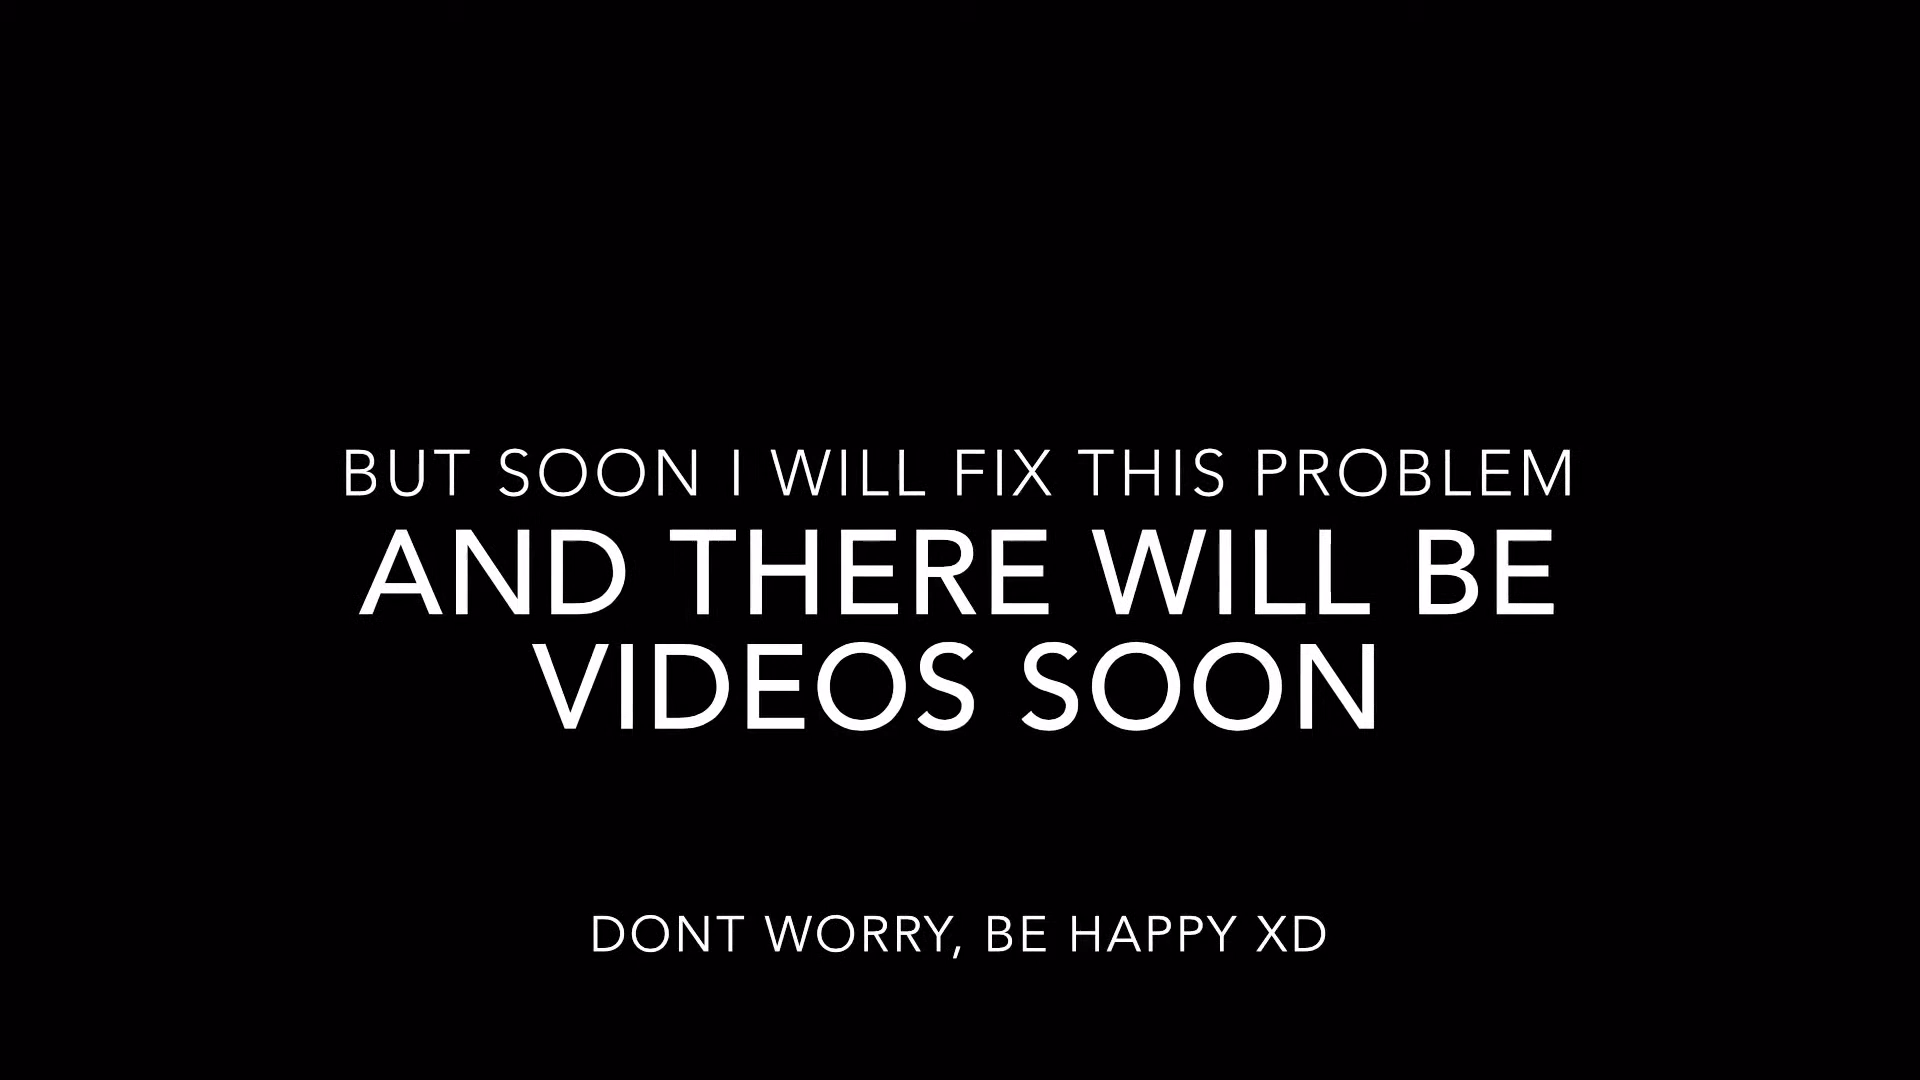 BUT SOON I WILL FIX THIS PROBLEM
AND THERE WILL BE
VIDEOS SOON
DONT WORRY, BE HAPPY XD